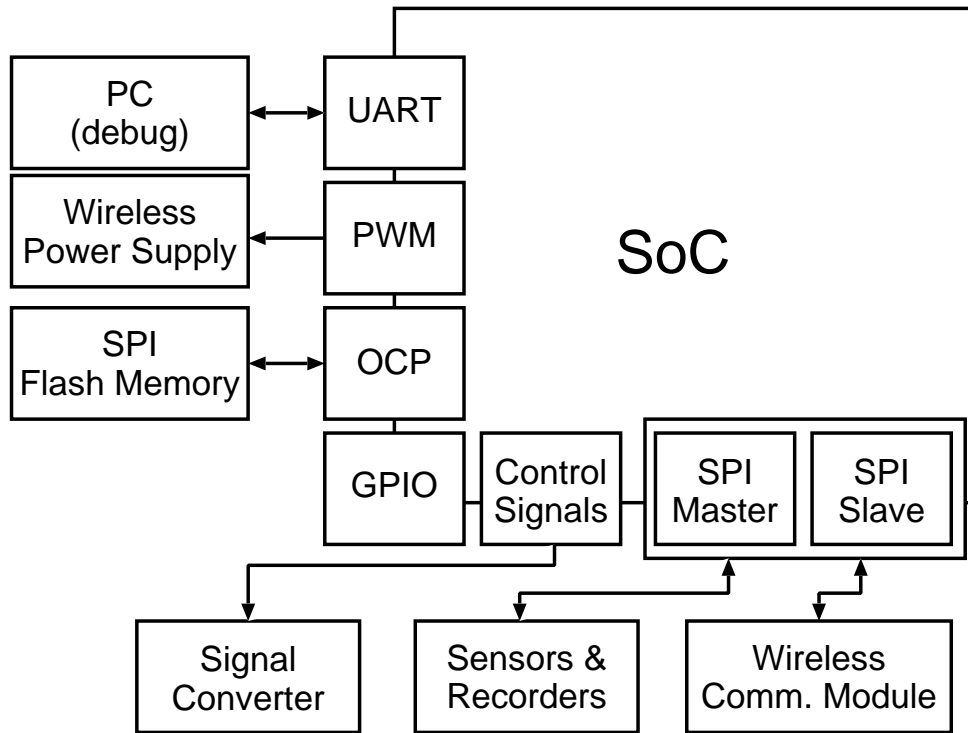 PC
(debug)
UART
Wireless
Power Supply
PWM
SoC
SPI
Flash Memory
OCP
GPIO
Control
Signals
SPI
Master
SPI
Slave
Signal
Converter
Sensors &
Recorders
Wireless
Comm. Module